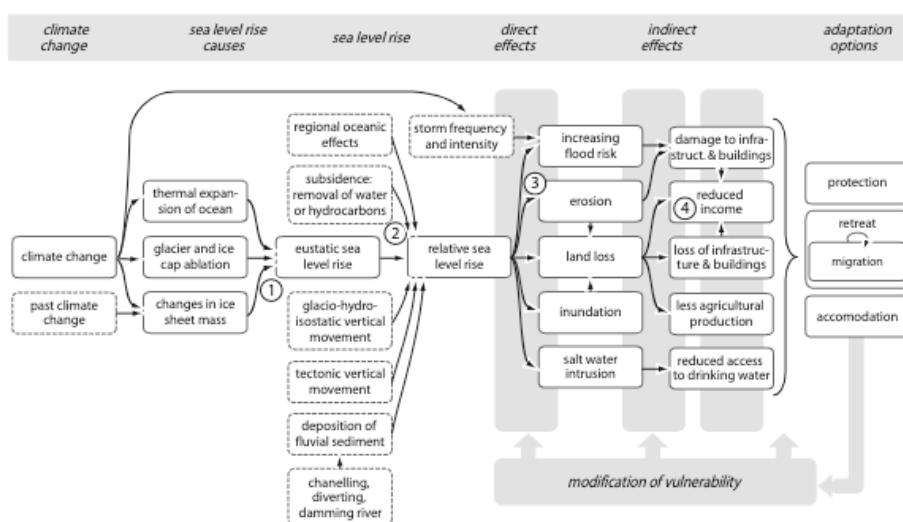 climate
change
sea level rise
causes
sea level rise
direct
effects
indirect
effects
adaptation
options
regional oceanic
effects
storm frequency
and intensity
increasing
flood risk
damage to infra-
struct. & buildings
thermal expan-
sion of ocean
subsidence:
removal of water
or hydrocarbons
3
erosion
4
reduced
income
protection
climate change
glacier and ice
cap ablation
eustatic sea
level rise
2
relative sea
level rise
land loss
loss of infrastruc-
ture & buildings
retreat
migration
past climate
change
changes in ice
sheet mass
1
glacio-hydro-
isostatic vertical
movement
inundation
less agricultural
production
accomodation
tectonic vertical
movement
salt water
intrusion
reduced access
to drinking water
deposition of
fluvial sediment
chanelling,
diverting,
damming river
modification of vulnerability